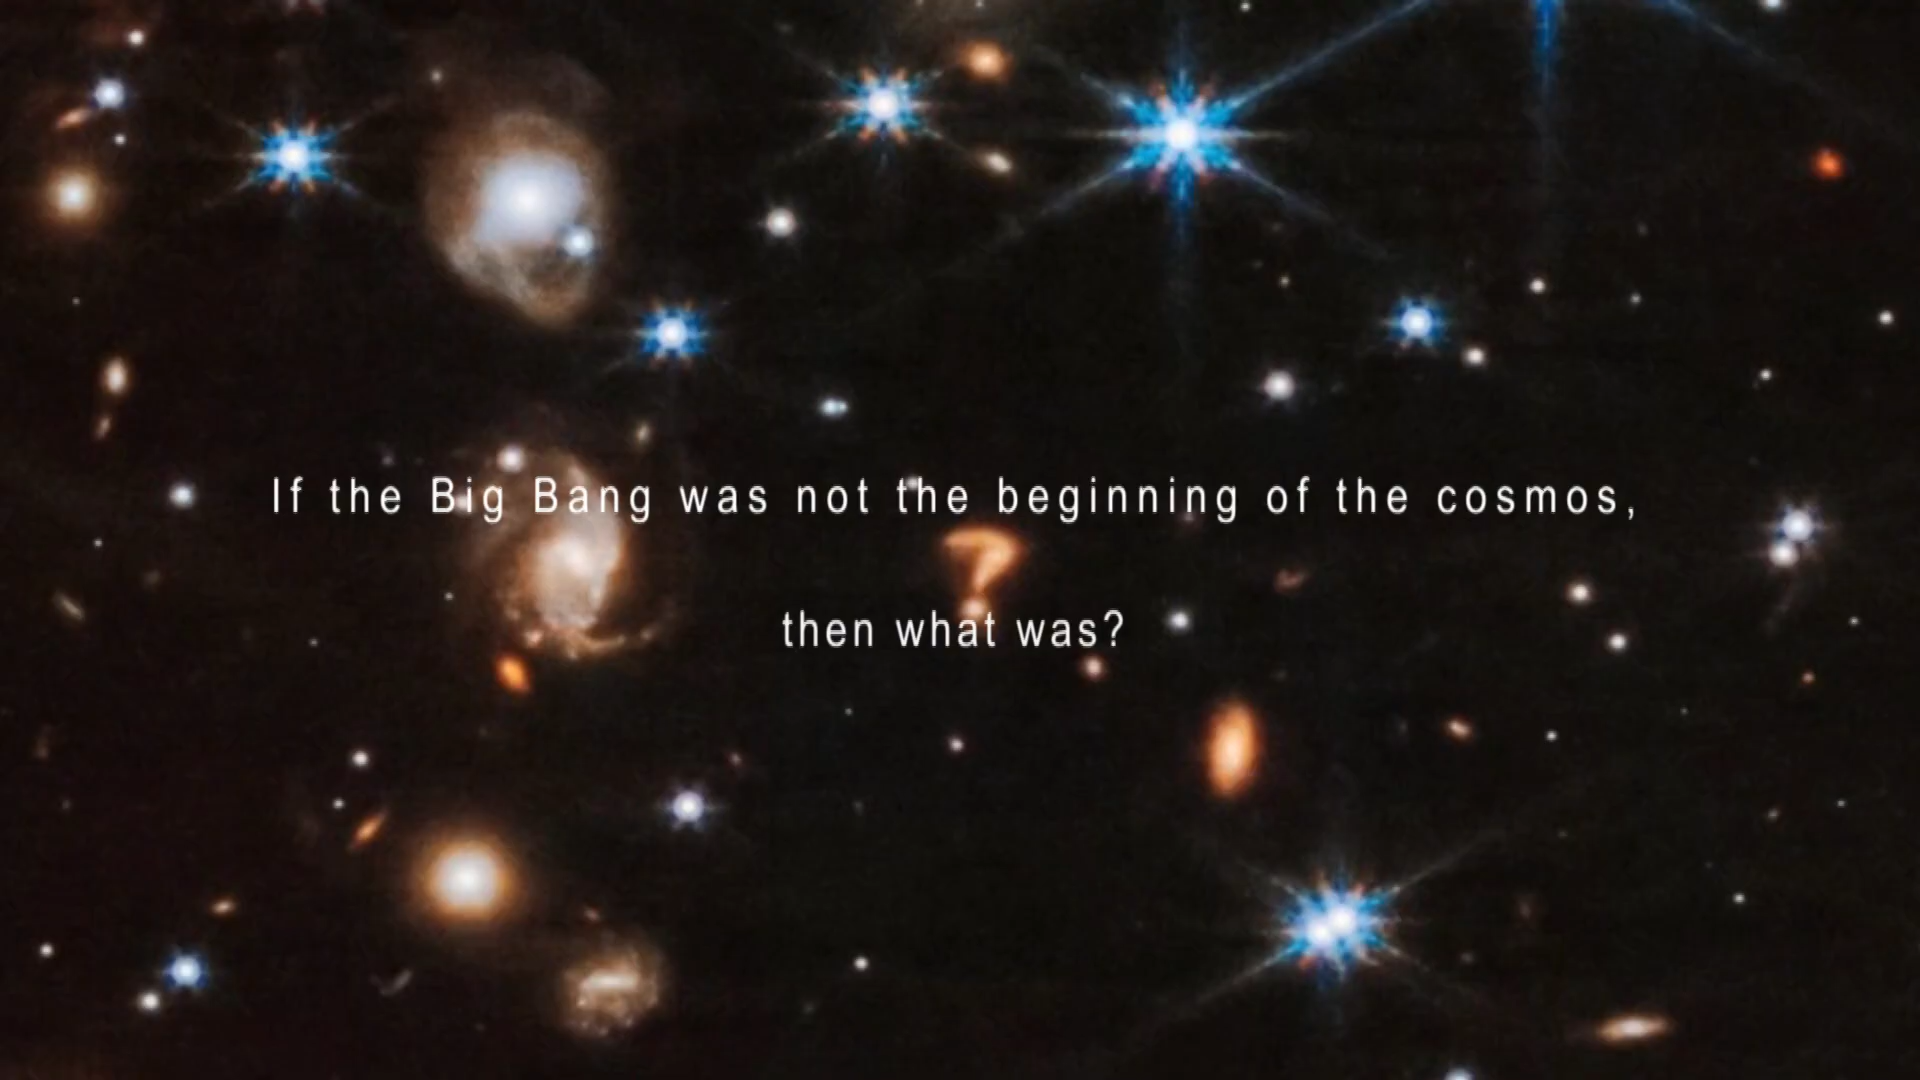 If the Big Bang was not the beginning of the cosmos,
then what was?